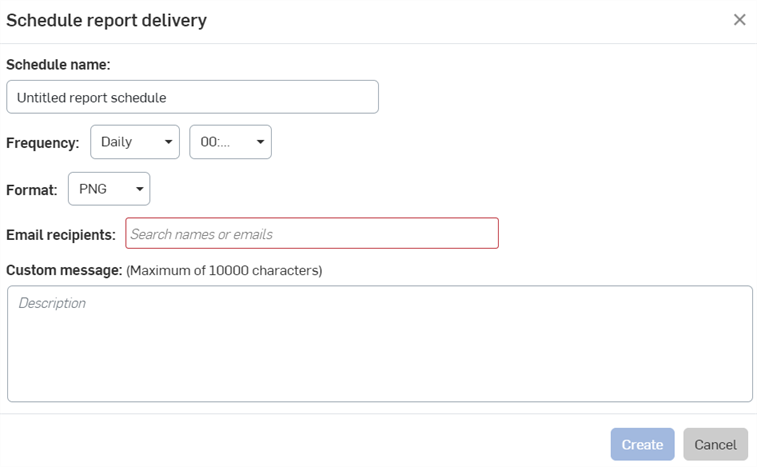 Schedule report delivery
Schedule name:
Untitled report schedule
Frequency: Daily 00:...
Format: PNG
Email recipients: Search names or emails
Custom message: (Maximum of 10000 characters)
Description
Create Cancel